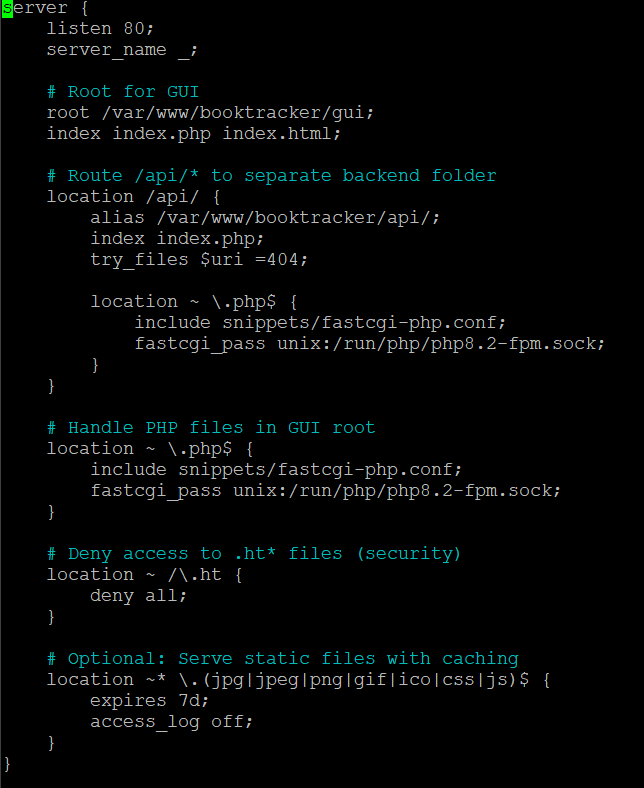 server {
    listen 80;
    server_name _;

    # Root for GUI
    root /var/www/booktracker/gui;
    index index.php index.html;

    # Route /api/* to separate backend folder
    location /api/ {
        alias /var/www/booktracker/api/;
        index index.php;
        try_files $uri =404;

        location ~ \.php$ {
            include snippets/fastcgi-php.conf;
            fastcgi_pass unix:/run/php/php8.2-fpm.sock;
        }
    }

    # Handle PHP files in GUI root
    location ~ \.php$ {
        include snippets/fastcgi-php.conf;
        fastcgi_pass unix:/run/php/php8.2-fpm.sock;
    }

    # Deny access to .ht* files (security)
    location ~ /\.ht {
        deny all;
    }

    # Optional: Serve static files with caching
    location ~* \.(jpg|jpeg|png|gif|ico|css|js)$ {
        expires 7d;
        access_log off;
    }
}